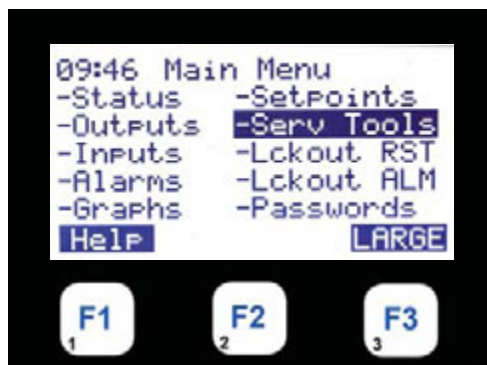 09:46 Main Menu
-Status -Setpoints
-Outputs -Serv Tools
-Inputs -Lckout RST
-Alarms -Lckout ALM
-Graphs -Passwords
Help LARGE
F1 F2 F3
1 2 3